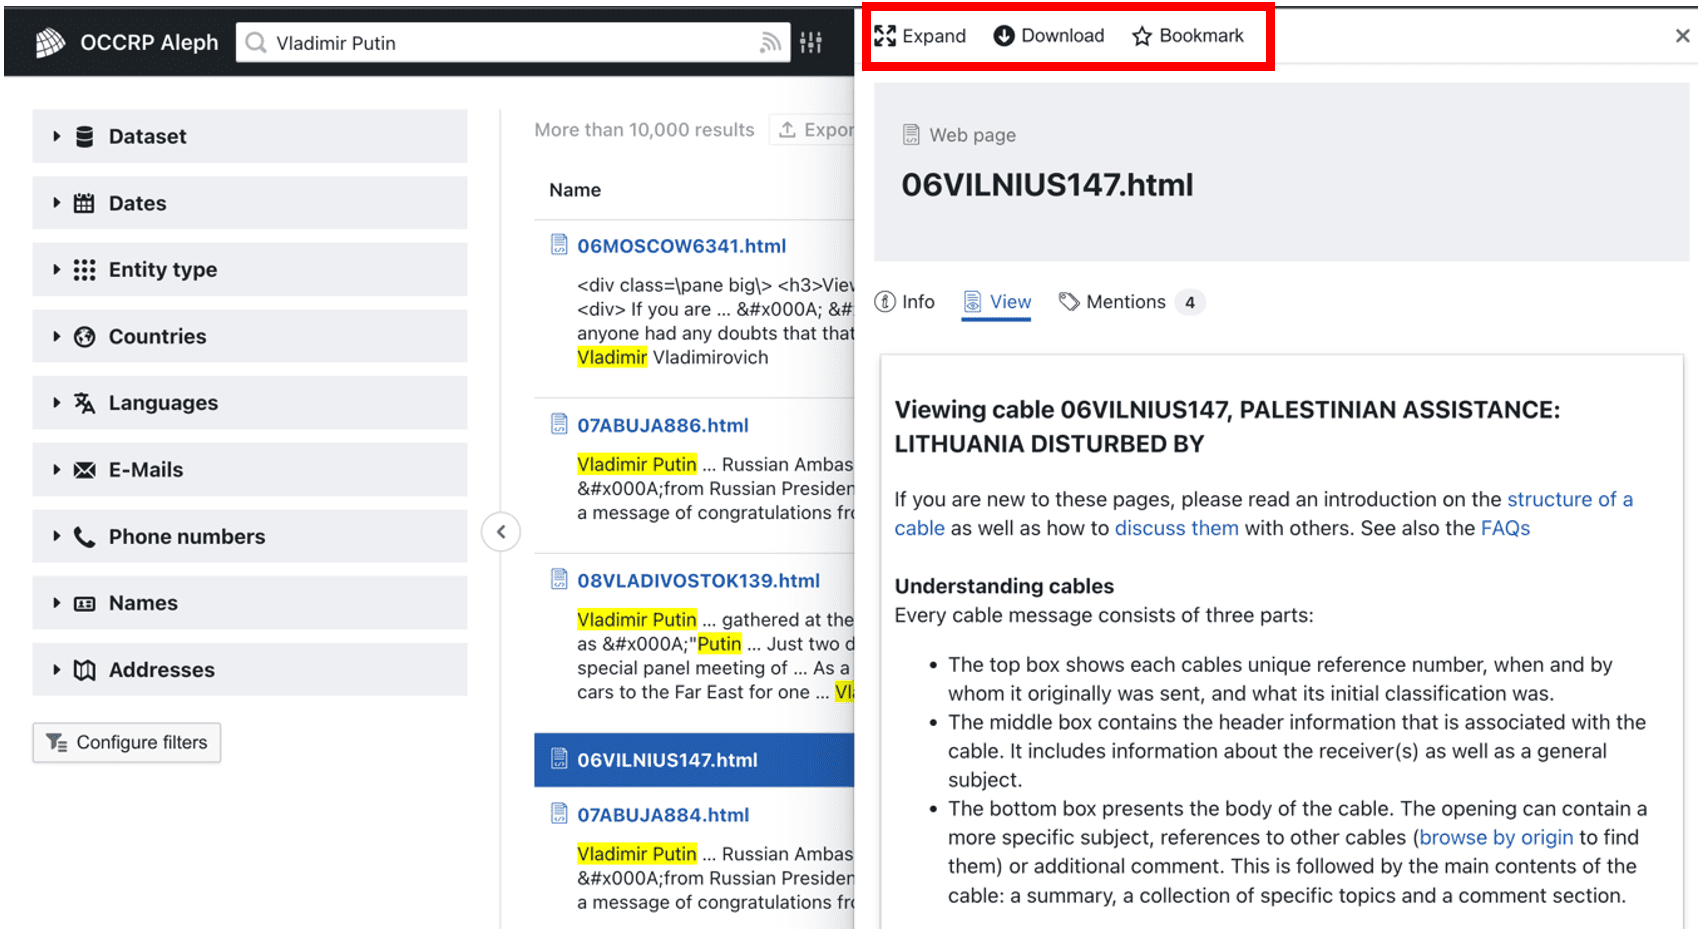 OCCRP Aleph
Vladimir Putin
Expand
Download
Bookmark
Dataset
Dates
Entity type
Countries
Languages
E-Mails
Phone numbers
Names
Addresses
Configure filters
More than 10,000 results
Expor
Name
06MOSCOW6341.html
<div class=\pane big\> <h3>View
<div> If you are ... &#x000A; &#
anyone had any doubts that that
Vladimir Vladimirovich
07ABUJA886.html
Vladimir Putin ... Russian Ambas
&#x000A;from Russian Presiden
a message of congratulations fro
08VLADIVOSTOK139.html
Vladimir Putin ... gathered at the
as &#x000A;"Putin ... Just two d
special panel meeting of ... As a
cars to the Far East for one ... Vla
06VILNIUS147.html
07ABUJA884.html
Vladimir Putin ... Russian Ambas
&#x000A;from Russian Presiden
a message of congratulations fro
Web page
06VILNIUS147.html
Info
View
Mentions 4
Viewing cable 06VILNIUS147, PALESTINIAN ASSISTANCE:
LITHUANIA DISTURBED BY
If you are new to these pages, please read an introduction on the structure of a
cable as well as how to discuss them with others. See also the FAQs
Understanding cables
Every cable message consists of three parts:
• The top box shows each cables unique reference number, when and by
whom it originally was sent, and what its initial classification was.
• The middle box contains the header information that is associated with the
cable. It includes information about the receiver(s) as well as a general
subject.
• The bottom box presents the body of the cable. The opening can contain a
more specific subject, references to other cables (browse by origin to find
them) or additional comment. This is followed by the main contents of the
cable: a summary, a collection of specific topics and a comment section.